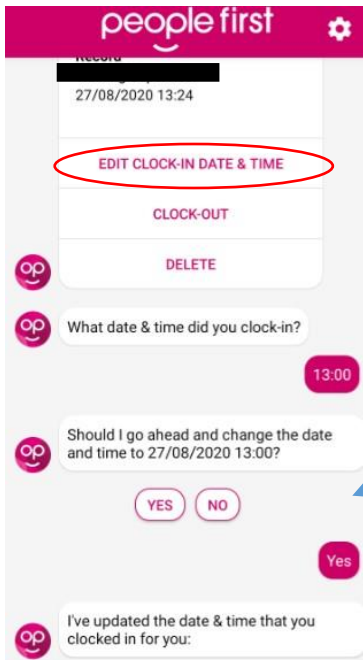 people first
Record
27/08/2020 13:24
EDIT CLOCK-IN DATE & TIME
CLOCK-OUT
DELETE
What date & time did you clock-in?
13:00
Should I go ahead and change the date
and time to 27/08/2020 13:00?
YES NO
Yes
I've updated the date & time that you
clocked in for you: